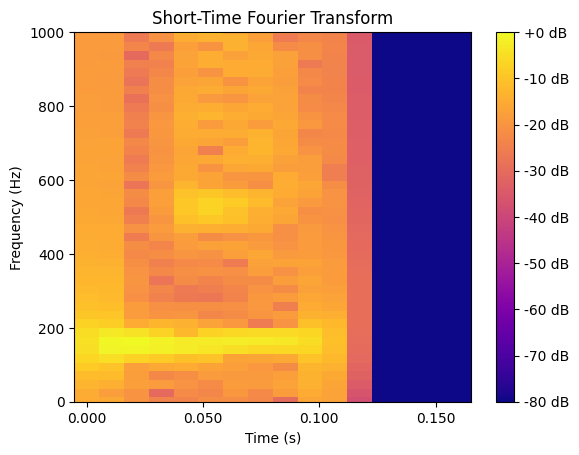 Short-Time Fourier Transform
1000
800
600
400
200
0
Frequency (Hz)
0.000
0.050
0.100
0.150
Time (s)
+0 dB
-10 dB
-20 dB
-30 dB
-40 dB
-50 dB
-60 dB
-70 dB
-80 dB